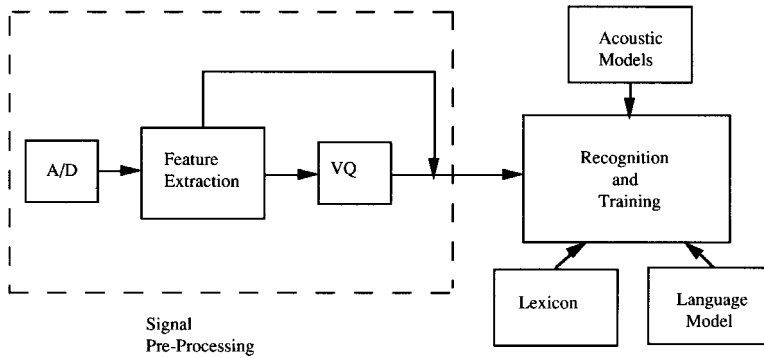 Acoustic
Models
A/D
Feature
Extraction
VQ
Recognition
and
Training
Lexicon
Language
Model
Signal
Pre-Processing